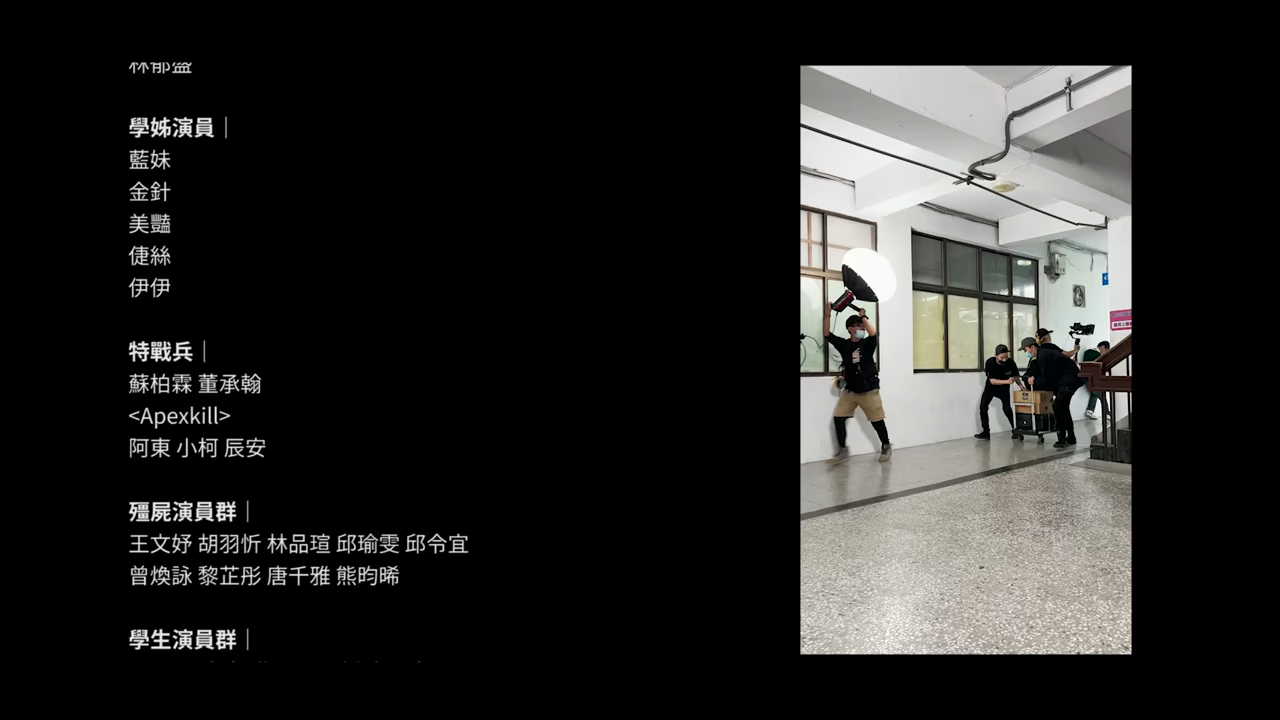 學姊演員｜
藍妹
金針
美豔
倢絲
伊伊
特戰兵｜
蘇柏霖 董承翰
<Apexkill>
阿東 小柯 辰安
殭屍演員群｜
王文妤 胡羽忻 林品瑄 邱瑜雯 邱令宜
曾煥詠 黎芷彤 唐千雅 熊昀晞
學生演員群｜